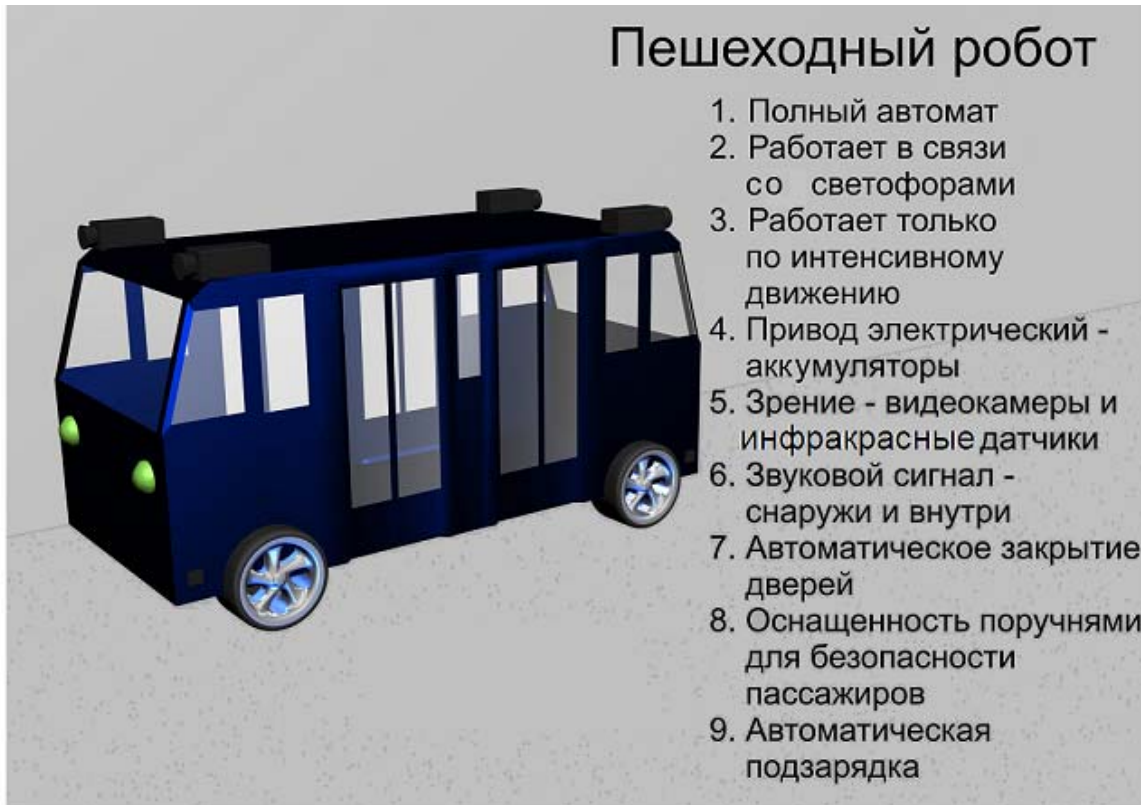 Пешеходный робот
1. Полный автомат
2. Работает в связи
со светофорами
3. Работает только
по интенсивному
движению
4. Привод электрический -
аккумуляторы
5. Зрение - видеокамеры и
инфракрасные датчики
6. Звуковой сигнал -
снаружи и внутри
7. Автоматическое закрытие
дверей
8. Оснащенность поручнями
для безопасности
пассажиров
9. Автоматическая
подзарядка